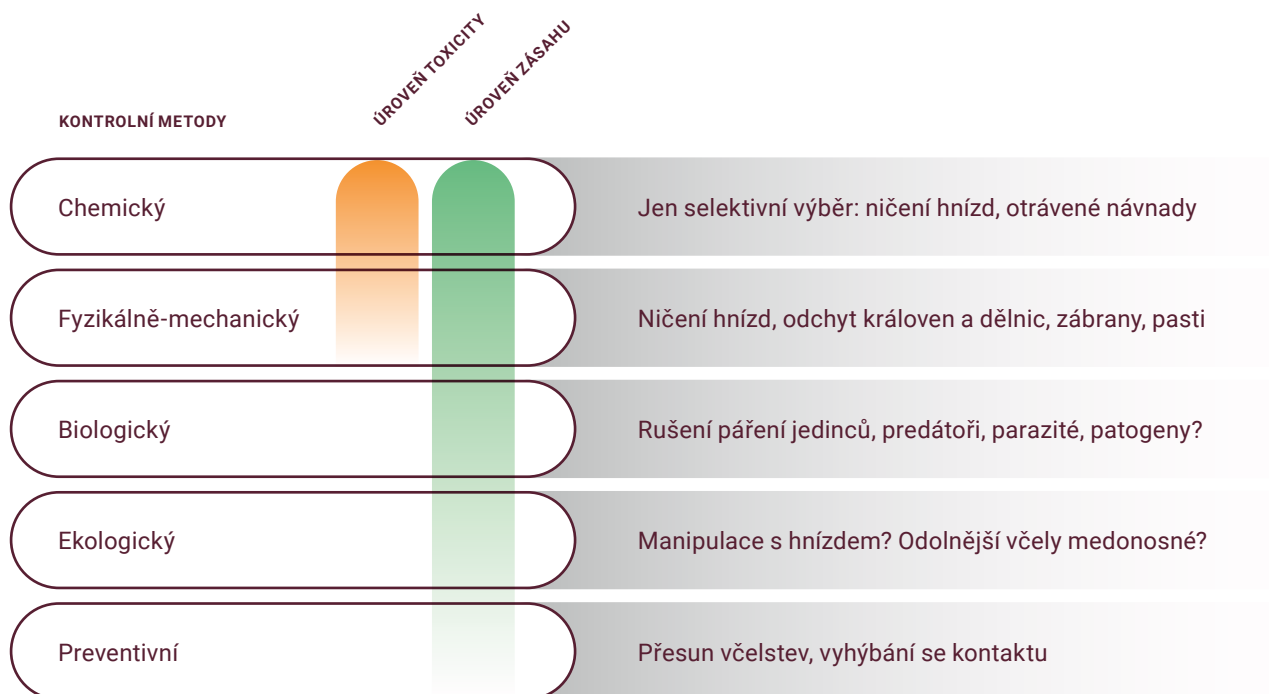 ÚROVEŇ TOXICITY
ÚROVEŇ ZÁSAHU
KONTROLNÍ METODY
Chemický
Jen selektivní výběr: ničení hnízd, otrávené návnady
Fyzikálně-mechanický
Ničení hnízd, odchyt královen a dělnic, zábrany, pasti
Biologický
Rušení páření jedinců, predátoři, parazité, patogeny?
Ekologický
Manipulace s hnízdem? Odolnější včely medonosné?
Preventivní
Přesun včelstev, vyhýbání se kontaktu